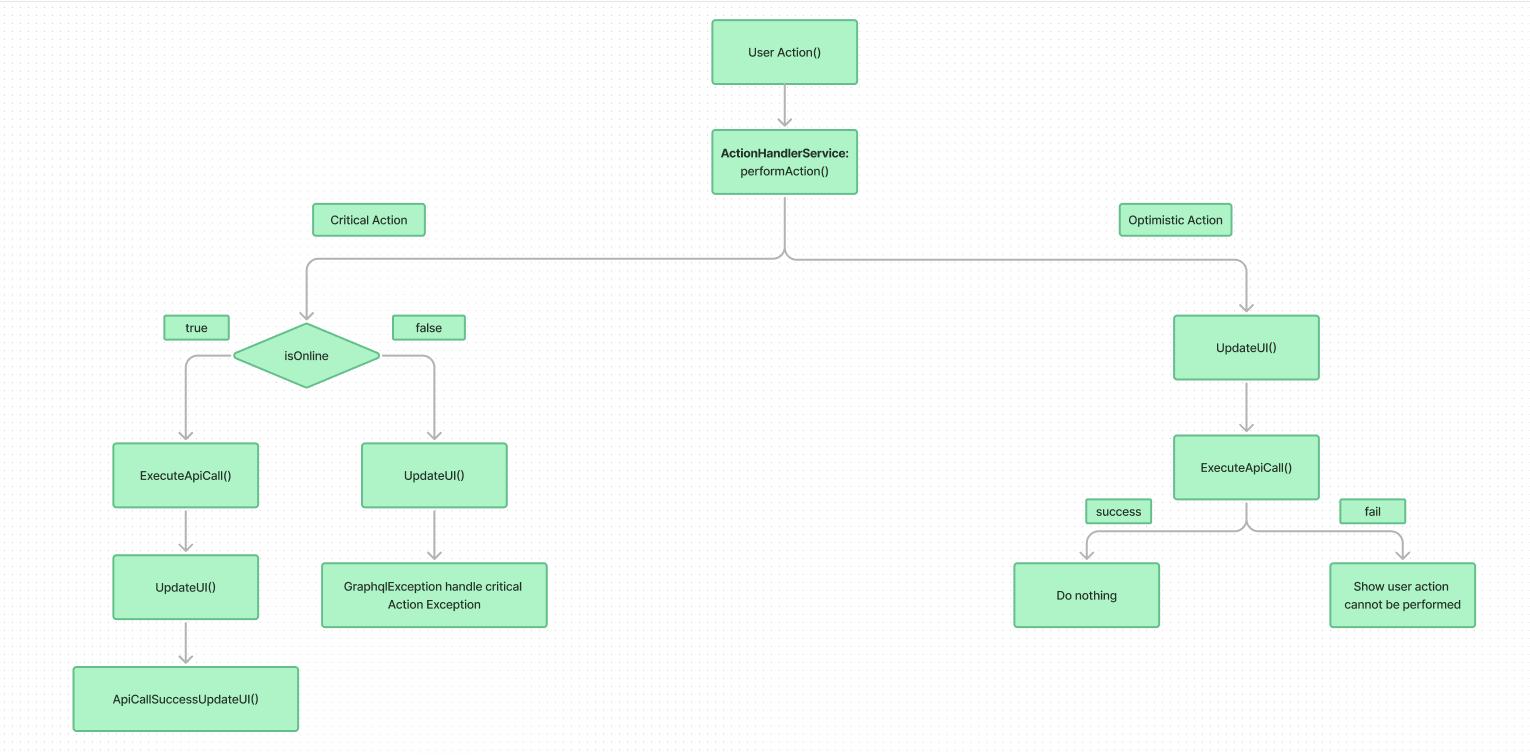 User Action()
ActionHandlerService:
performAction()
Critical Action
Optimistic Action
true
false
isOnline
UpdateUI()
ExecuteApiCall()
UpdateUI()
ExecuteApiCall()
success
fail
UpdateUI()
GraphqlException handle critical
Action Exception
Do nothing
Show user action
cannot be performed
ApiCallSuccessUpdateUI()